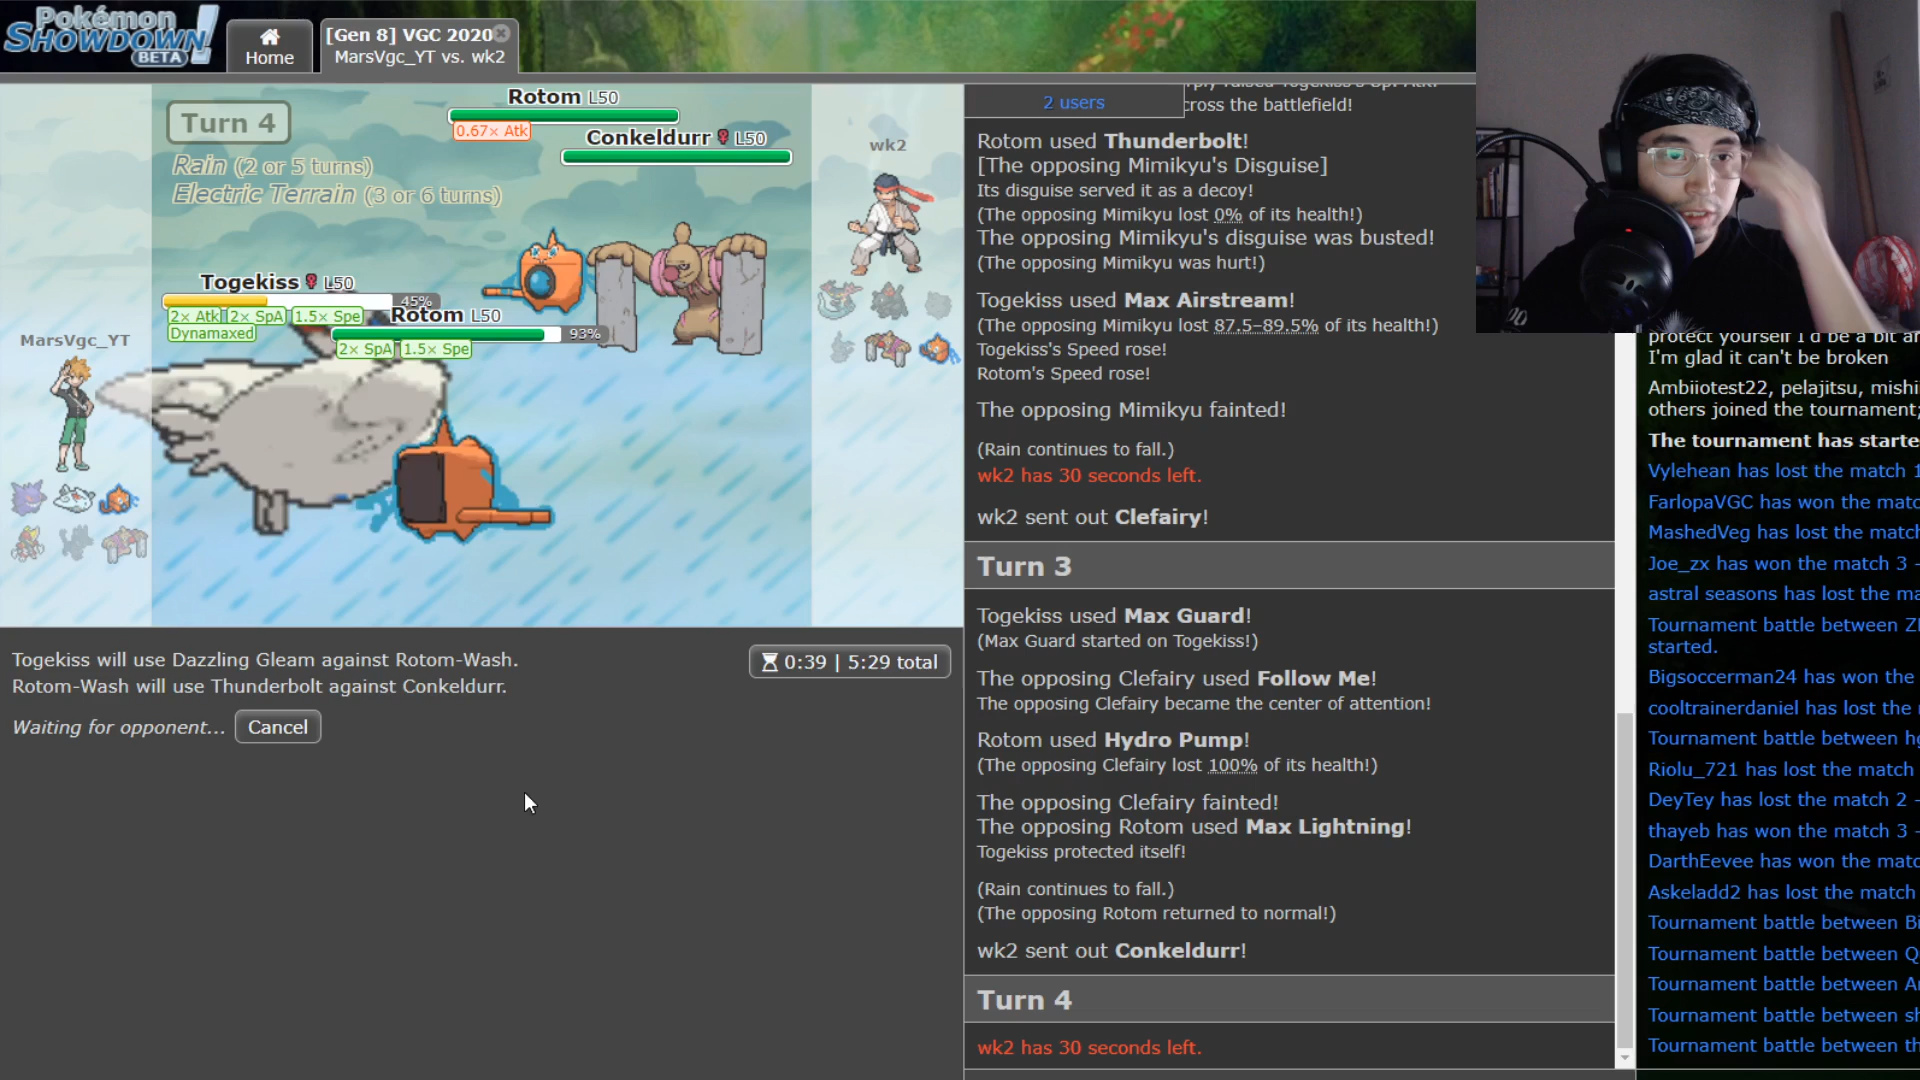 Pokémon
SHOWDOWN!
BETA
Home
[Gen 8] VGC 2020
MarsVgc_YT vs. wk2
Turn 4
Rain (2 or 5 turns)
Electric Terrain (3 or 6 turns)
Rotom L50
0.67× Atk
Conkeldurr L50
wk2
Togekiss L50
45%
2× Atk 2× SpA 1.5× Spe
Dynamaxed
Rotom L50
93%
2× SpA 1.5× Spe
MarsVgc_YT
Togekiss will use Dazzling Gleam against Rotom-Wash.
Rotom-Wash will use Thunderbolt against Conkeldurr.
0:39 | 5:29 total
Waiting for opponent... Cancel
2 users
cross the battlefield!
Rotom used Thunderbolt!
[The opposing Mimikyu's Disguise]
Its disguise served it as a decoy!
(The opposing Mimikyu lost 0% of its health!)
The opposing Mimikyu's disguise was busted!
(The opposing Mimikyu was hurt!)
Togekiss used Max Airstream!
(The opposing Mimikyu lost 87.5–89.5% of its health!)
Togekiss's Speed rose!
Rotom's Speed rose!
The opposing Mimikyu fainted!
(Rain continues to fall.)
wk2 has 30 seconds left.
wk2 sent out Clefairy!
Turn 3
Togekiss used Max Guard!
(Max Guard started on Togekiss!)
The opposing Clefairy used Follow Me!
The opposing Clefairy became the center of attention!
Rotom used Hydro Pump!
(The opposing Clefairy lost 100% of its health!)
The opposing Clefairy fainted!
The opposing Rotom used Max Lightning!
Togekiss protected itself!
(Rain continues to fall.)
(The opposing Rotom returned to normal!)
wk2 sent out Conkeldurr!
Turn 4
wk2 has 30 seconds left.
protect yourself I'd be a bit
I'm glad it can't be broken
Ambiiotest22, pelajitsu,
others joined the tournament;
The tournament has
Vylehean has lost the match 1
FarlopaVGC has won the
MashedVeg has lost the
Joe_zx has won the match 3 -
astral seasons has lost the
Tournament battle between
started.
Bigsoccerman24 has won the
cooltrainerdaniel has lost the
Tournament battle between
Riolu_721 has lost the match
DeyTey has lost the match 2 -
thayeb has won the match 3 -
DarthEevee has won the
Askeladd2 has lost the match
Tournament battle between
Tournament battle between
Tournament battle between
Tournament battle between
Tournament battle between